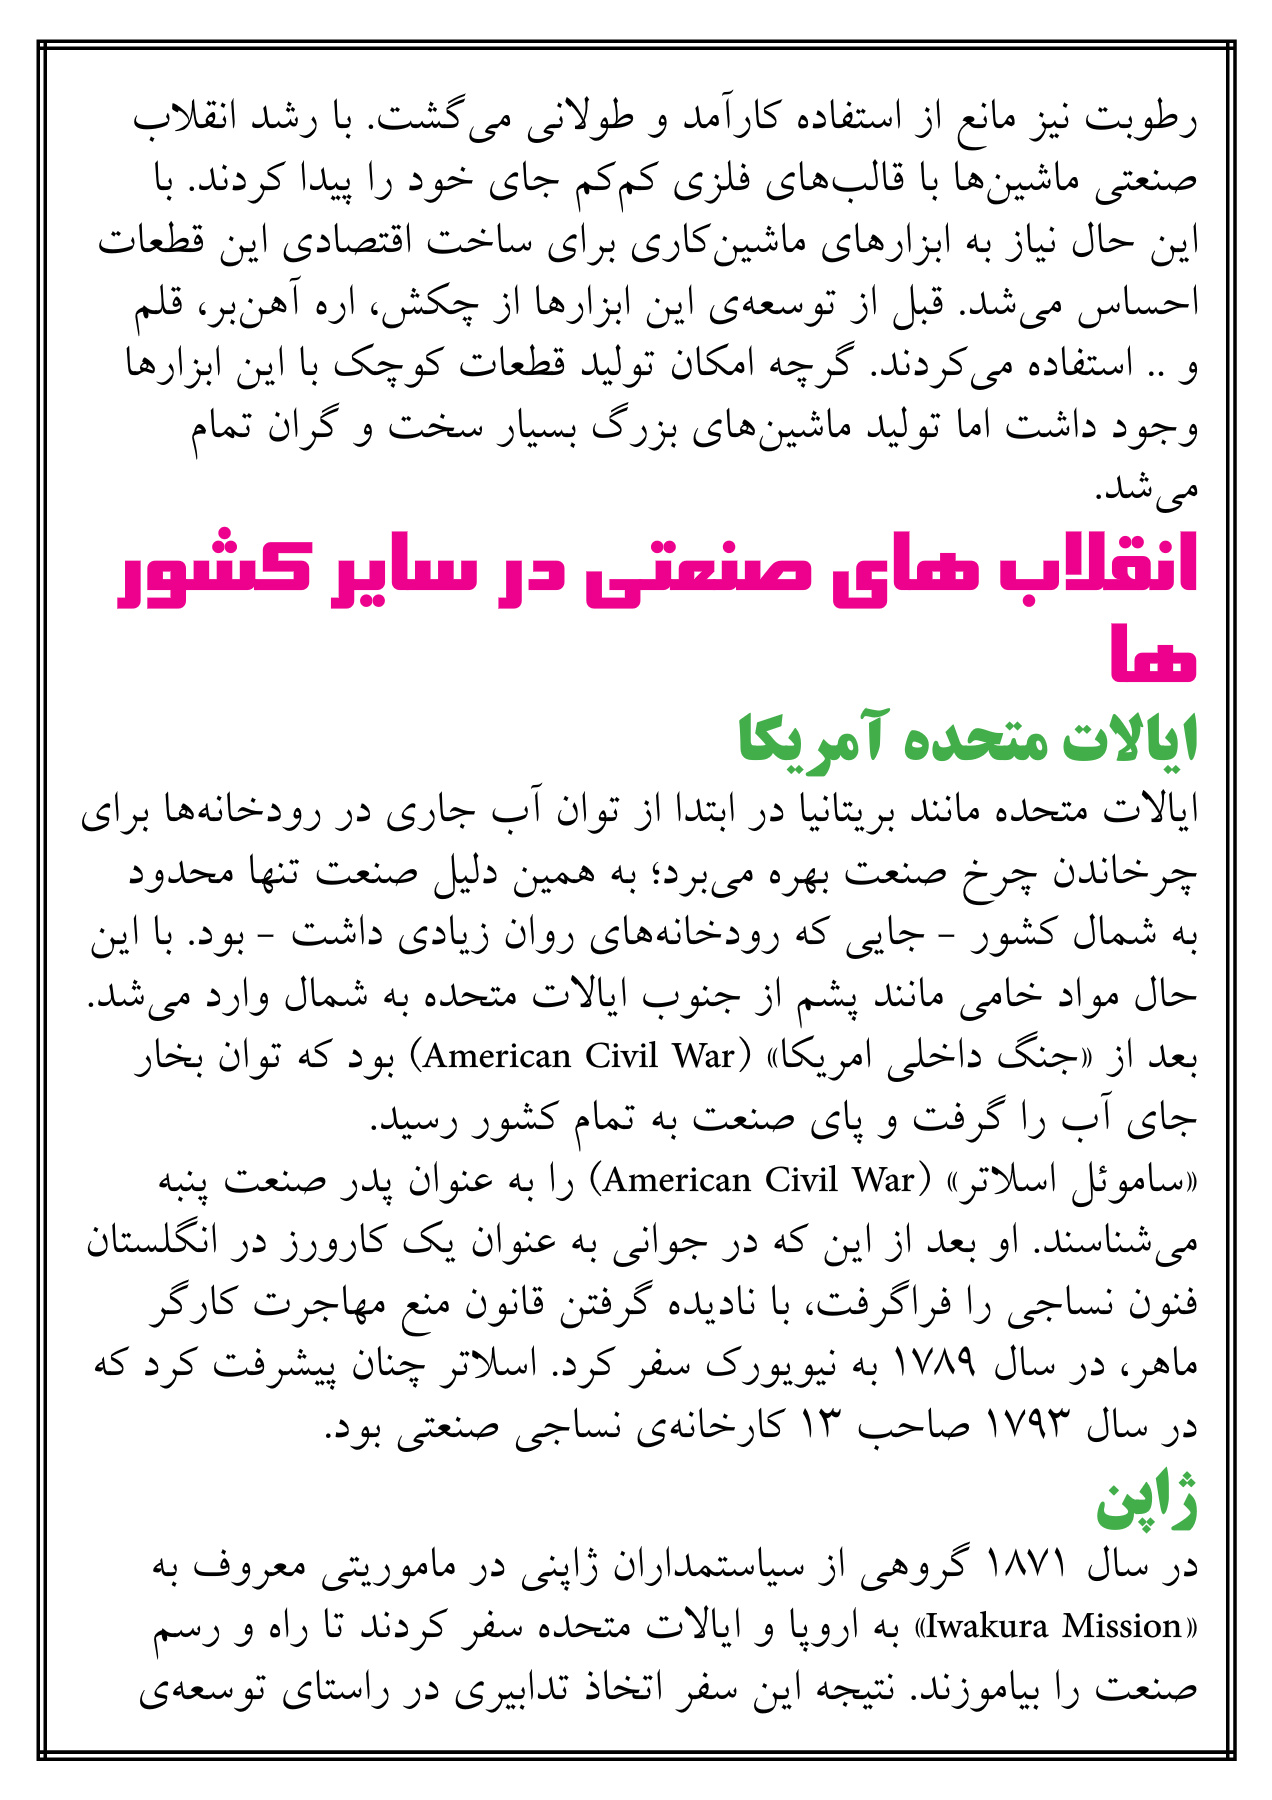 رطوبت نیز مانع از استفاده کارآمد و طولانی می‌گشت. با رشد انقلاب
صنعتی ماشین‌ها با قالب‌های فلزی کم‌کم جای خود را پیدا کردند. با
این حال نیاز به ابزارهای ماشین‌کاری برای ساخت اقتصادی این قطعات
احساس می‌شد. قبل از توسعه‌ی این ابزارها از چکش، اره آهن‌بر، قلم
و .. استفاده می‌کردند. گرچه امکان تولید قطعات کوچک با این ابزارها
وجود داشت اما تولید ماشین‌های بزرگ بسیار سخت و گران تمام
می‌شد.
انقلاب های صنعتی در سایر کشور
ها
ایالات متحده آمریکا
ایالات متحده مانند بریتانیا در ابتدا از توان آب جاری در رودخانه‌ها برای
چرخاندن چرخ صنعت بهره می‌برد؛ به همین دلیل صنعت تنها محدود
به شمال کشور – جایی که رودخانه‌های روان زیادی داشت – بود. با این
حال مواد خامی مانند پشم از جنوب ایالات متحده به شمال وارد می‌شد.
بعد از «جنگ داخلی امریکا» (American Civil War) بود که توان بخار
جای آب را گرفت و پای صنعت به تمام کشور رسید.
«ساموئل اسلاتر» (American Civil War) را به عنوان پدر صنعت پنبه
می‌شناسند. او بعد از این که در جوانی به عنوان یک کارورز در انگلستان
فنون نساجی را فراگرفت، با نادیده گرفتن قانون منع مهاجرت کارگر
ماهر، در سال ۱۷۸۹ به نیویورک سفر کرد. اسلاتر چنان پیشرفت کرد که
در سال ۱۷۹۳ صاحب ۱۳ کارخانه‌ی نساجی صنعتی بود.
ژاپن
در سال ۱۸۷۱ گروهی از سیاستمداران ژاپنی در ماموریتی معروف به
«Iwakura Mission» به اروپا و ایالات متحده سفر کردند تا راه و رسم
صنعت را بیاموزند. نتیجه این سفر اتخاذ تدابیری در راستای توسعه‌ی